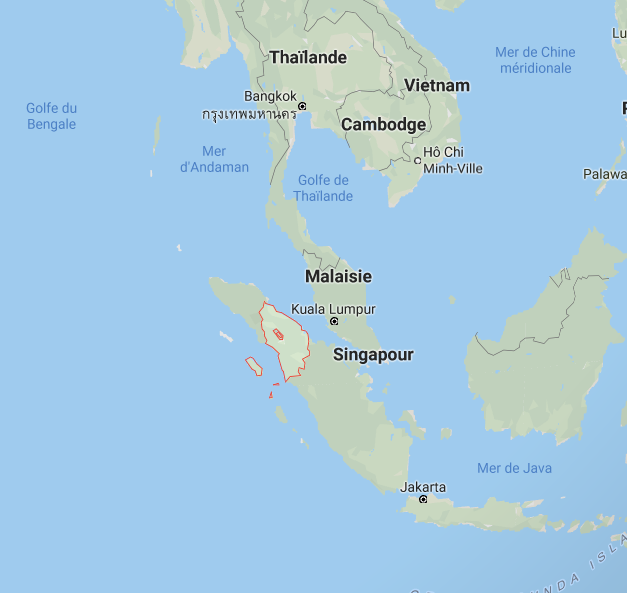 Lu
Mer de Chine
méridionale
Thaïlande
Vietnam
Bangkok
กรุงเทพมหานคร
Golfe du
Bengale
Cambodge
Mer
d'Andaman
Hô Chi
Minh-Ville
Golfe de
Thaïlande
Palawa
Malaisie
Kuala Lumpur
Singapour
Mer de Java
Jakarta
NDA ISLA